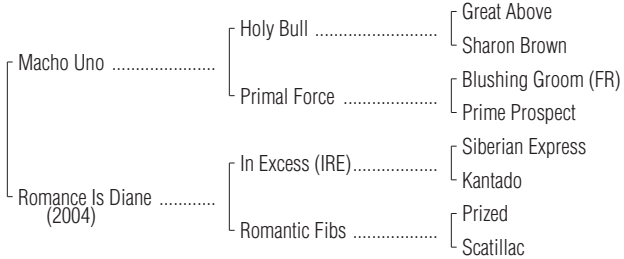 Great Above
Holy Bull ......................
Sharon Brown
Macho Uno ......................
Blushing Groom (FR)
Primal Force ....................
Prime Prospect
Siberian Express
In Excess (IRE)..................
Kantado
Romance Is Diane ............
(2004)
Prized
Romantic Fibs ..................
Scatillac